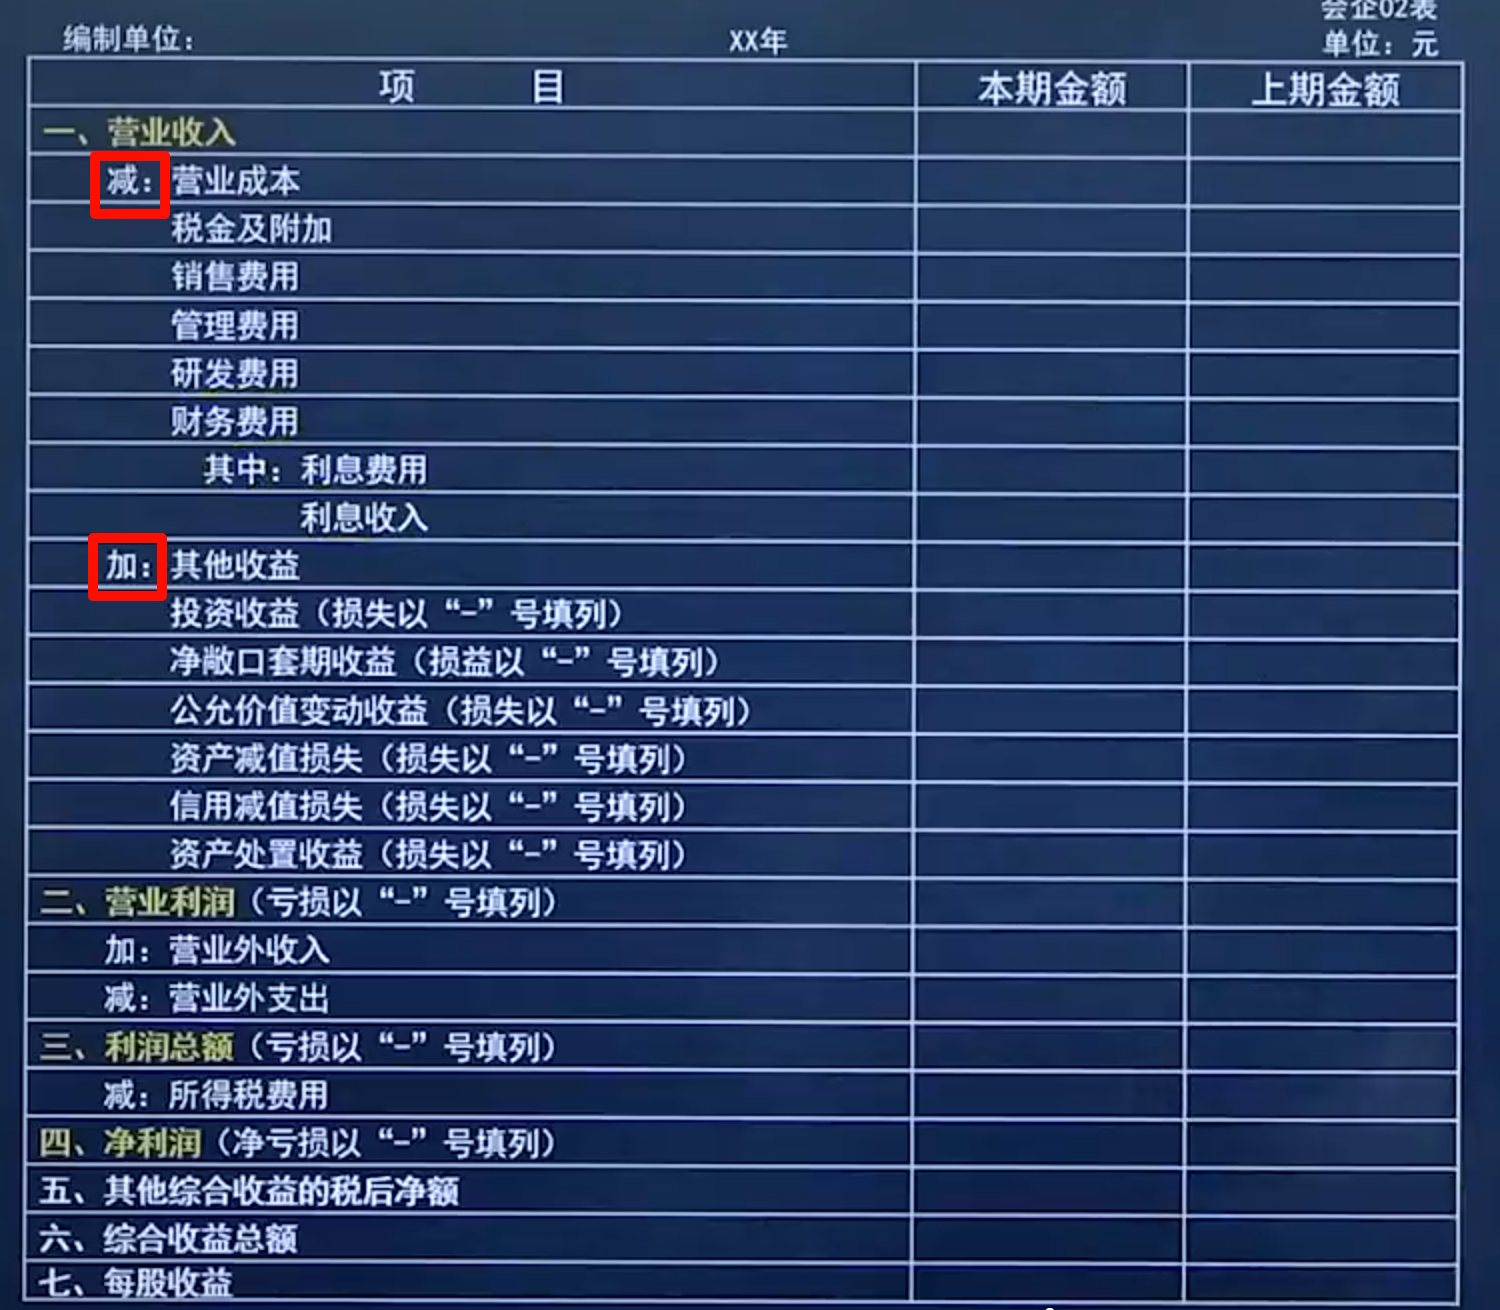 会企02表
编制单位：
XX年
单位：元
项 目 本期金额 上期金额
一、营业收入
减：营业成本
税金及附加
销售费用
管理费用
研发费用
财务费用
其中：利息费用
利息收入
加：其他收益
投资收益（损失以“-”号填列）
净敞口套期收益（损益以“-”号填列）
公允价值变动收益（损失以“-”号填列）
资产减值损失（损失以“-”号填列）
信用减值损失（损失以“-”号填列）
资产处置收益（损失以“-”号填列）
二、营业利润（亏损以“-”号填列）
加：营业外收入
减：营业外支出
三、利润总额（亏损以“-”号填列）
减：所得税费用
四、净利润（净亏损以“-”号填列）
五、其他综合收益的税后净额
六、综合收益总额
七、每股收益